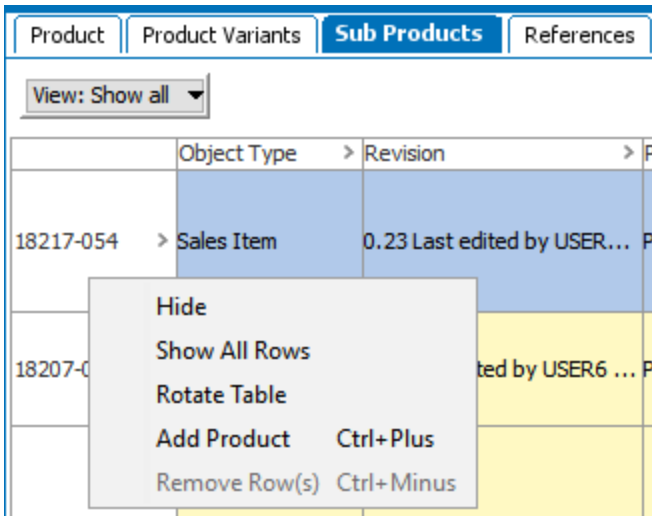 Product Product Variants Sub Products References
View: Show all
Object Type Revision
18217-054 Sales Item 0.23 Last edited by USER...
Hide
Show All Rows
18207- ted by USER6 ...
Rotate Table
Add Product Ctrl+Plus
Remove Row(s) Ctrl+Minus